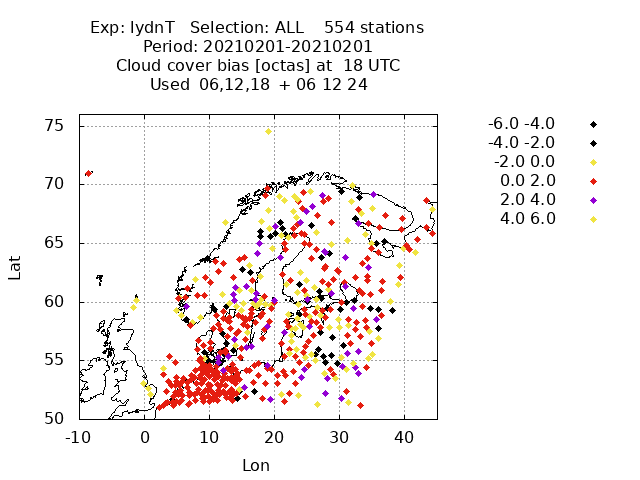 Exp: lydnT Selection: ALL 554 stations
Period: 20210201-20210201
Cloud cover bias [octas] at 18 UTC
Used 06,12,18 + 06 12 24
-6.0 -4.0
-4.0 -2.0
-2.0 0.0
0.0 2.0
2.0 4.0
4.0 6.0
75
70
65
60
55
50
Lat
-10 0 10 20 30 40
Lon